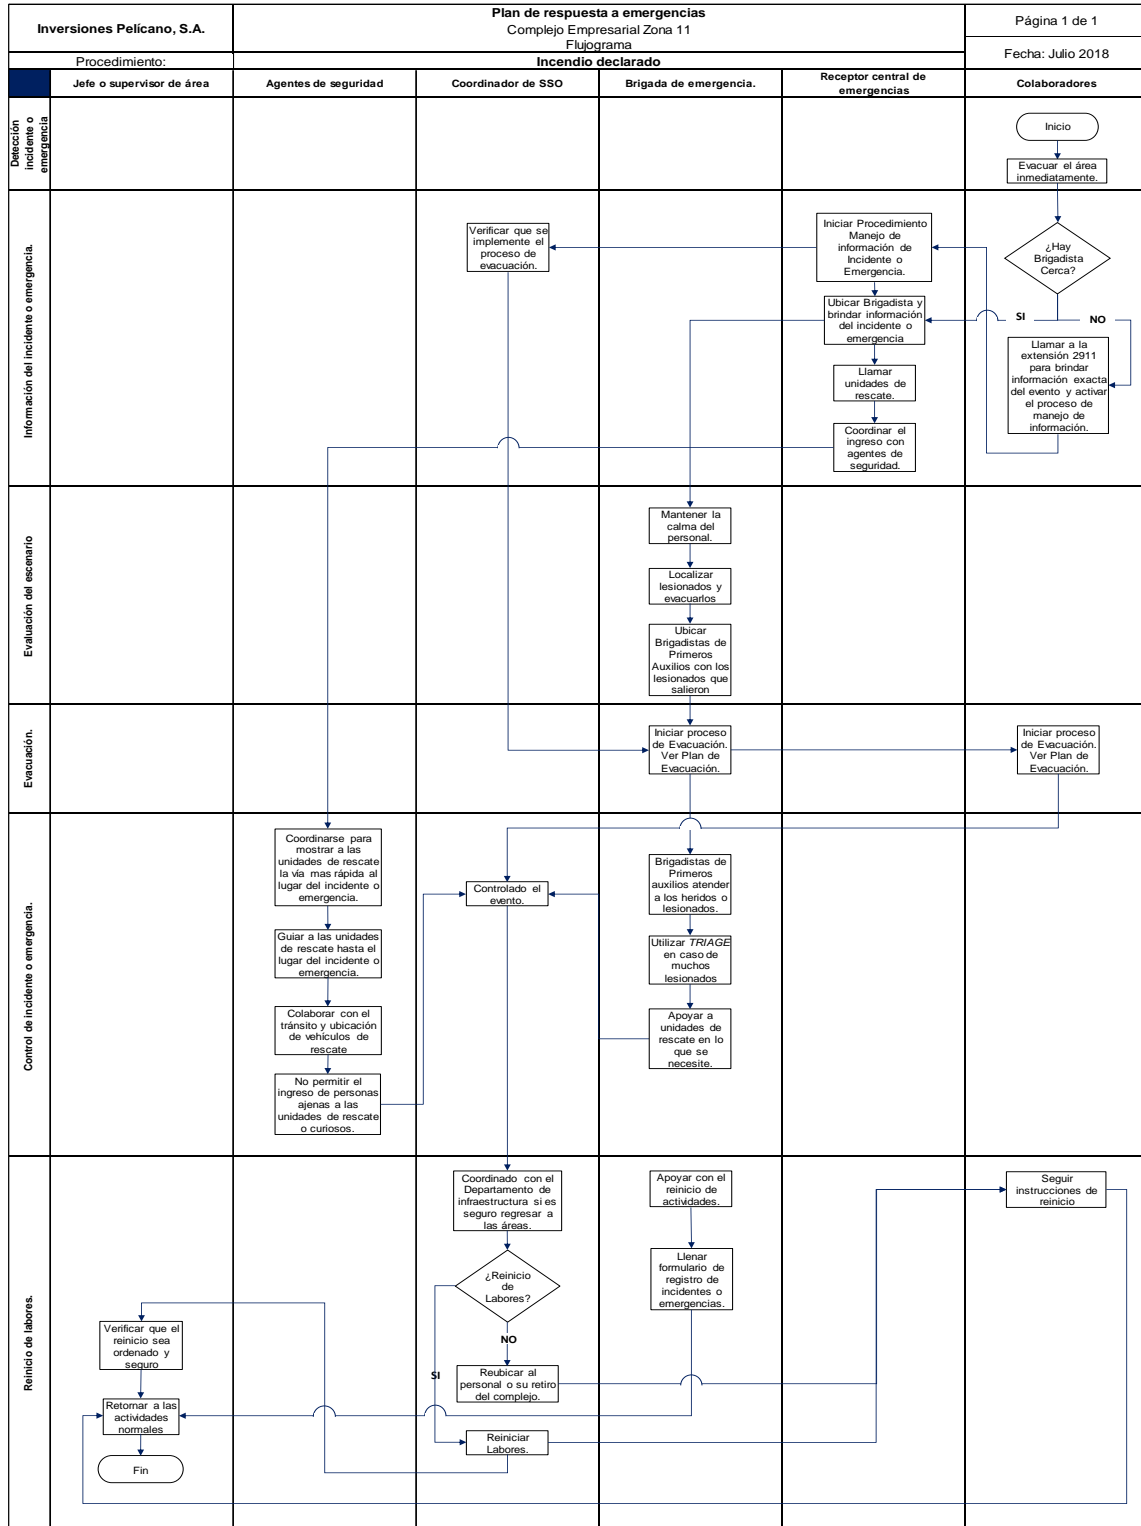 Inversiones Pelícano, S.A.
Plan de respuesta a emergencias
Complejo Empresarial Zona 11
Flujograma
Página 1 de 1
Fecha: Julio 2018
Procedimiento:
Incendio declarado
Jefe o supervisor de área
Agentes de seguridad
Coordinador de SSO
Brigada de emergencia.
Receptor central de
emergencias
Colaboradores
Detección
incidente o
emergencia
Inicio
Evacuar el área
inmediatamente.
Información del incidente o emergencia.
Verificar que se
implemente el
proceso de
evacuación.
Iniciar Procedimiento
Manejo de
información de
Incidente o
Emergencia.
¿Hay
Brigadista
Cerca?
Ubicar Brigadista y
brindar información
del incidente o
emergencia
SI
NO
Llamar
unidades de
rescate.
Llamar a la
extensión 2911
para brindar
información exacta
del evento y activar
el proceso de
manejo de
información.
Coordinar el
ingreso con
agentes de
seguridad.
Evaluación del escenario
Mantener la
calma del
personal.
Localizar
lesionados y
evacuarlos
Ubicar
Brigadistas de
Primeros
Auxilios con los
lesionados que
salieron
Evacuación.
Iniciar proceso
de Evacuación.
Ver Plan de
Evacuación.
Iniciar proceso
de Evacuación.
Ver Plan de
Evacuación.
Control de incidente o emergencia.
Coordinarse para
mostrar a las
unidades de rescate
la vía mas rápida al
lugar del incidente o
emergencia.
Controlado el
evento.
Brigadistas de
Primeros
auxilios atender
a los heridos o
lesionados.
Guiar a las unidades
de rescate hasta el
lugar del incidente o
emergencia.
Utilizar TRIAGE
en caso de
muchos
lesionados
Colaborar con el
tránsito y ubicación
de vehículos de
rescate
Apoyar a
unidades de
rescate en lo
que se
necesite.
No permitir el
ingreso de personas
ajenas a las
unidades de rescate
o curiosos.
Reinicio de labores.
Coordinado con el
Departamento de
infraestructura si es
seguro regresar a
las áreas.
Apoyar con el
reinicio de
actividades.
Seguir
instrucciones de
reinicio
¿Reinicio
de
Labores?
Llenar
formulario de
registro de
incidentes o
emergencias.
Verificar que el
reinicio sea
ordenado y
seguro
NO
SI
Reubicar al
personal o su retiro
del complejo.
Retornar a las
actividades
normales
Reiniciar
Labores.
Fin